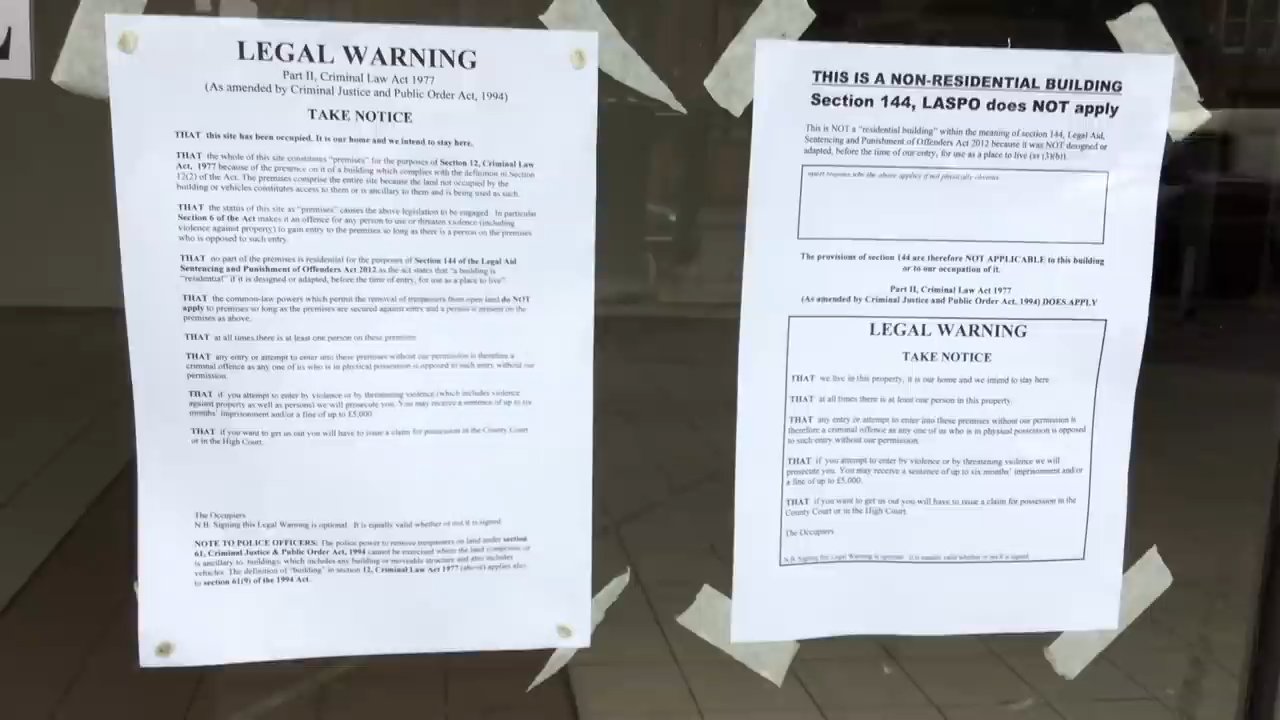 LEGAL WARNING
Part II, Criminal Law Act 1977
(As amended by Criminal Justice and Public Order Act, 1994)
TAKE NOTICE
THAT this site has been occupied. It is our home and we intend to stay here.
THAT the whole of this site constitutes "premises" for the purposes of Section 12, Criminal Law
Act, 1977 because of the presence on it of a building which complies with the definition in Section
12(2) of the Act. The premises comprise the entire site because the land not occupied by the
building or vehicles constitutes access to them or is ancillary to them and is being used as such.
THAT the status of this site as "premises" causes the above legislation to be engaged. In particular
Section 6 of the Act makes it an offence for any person to use or threaten violence (including
violence against property) to gain entry to the premises so long as there is a person on the premises
who is opposed to such entry.
THAT no part of the premises is residential for the purposes of Section 144 of the Legal Aid
Sentencing and Punishment of Offenders Act 2012 as the act states that "a building is
"residential" if it is designed or adapted, before the time of entry, for use as a place to live".
THAT the common-law powers which permit the removal of trespassers from open land do NOT
apply to premises so long as the premises are secured against entry and a person is present on the
premises as above.
THAT at all times there is at least one person on these premises
THAT any entry or attempt to enter into these premises without our permission is therefore a
criminal offence as any one of us who is in physical possession is opposed to such entry without our
permission.
THAT if you attempt to enter by violence or by threatening violence (which includes violence
against property as well as persons) we will prosecute you. You may receive a sentence of up to six
months' imprisonment and/or a fine of up to £5,000
THAT if you want to get us out you will have to issue a claim for possession in the County Court
or in the High Court.
The Occupiers
N.B. Signing this Legal Warning is optional. It is equally valid whether or not it is signed
NOTE TO POLICE OFFICERS: The police power to remove trespassers on land under section
61, Criminal Justice & Public Order Act, 1994 cannot be exercised where the land comprises or
is ancillary to, buildings, which includes any building or moveable structure and also includes
vehicles. The definition of "building" in section 12, Criminal Law Act 1977 (above) applies also
to section 61(9) of the 1994 Act.
THIS IS A NON-RESIDENTIAL BUILDING
Section 144, LASPO does NOT apply
This is NOT a "residential building" within the meaning of section 144, Legal Aid,
Sentencing and Punishment of Offenders Act 2012 because it was NOT designed or
adapted, before the time of our entry, for use as a place to live (ss (3)(b)).
insert reasons why the above applies if not physically obvious
The provisions of section 144 are therefore NOT APPLICABLE to this building
or to our occupation of it.
Part II, Criminal Law Act 1977
(As amended by Criminal Justice and Public Order Act, 1994) DOES APPLY
LEGAL WARNING
TAKE NOTICE
THAT we live in this property, it is our home and we intend to stay here
THAT at all times there is at least one person in this property.
THAT any entry or attempt to enter into these premises without our permission is
therefore a criminal offence as any one of us who is in physical possession is opposed
to such entry without our permission.
THAT if you attempt to enter by violence or by threatening violence we will
prosecute you. You may receive a sentence of up to six months' imprisonment and/or
a fine of up to £5,000.
THAT if you want to get us out you will have to issue a claim for possession in the
County Court or in the High Court.
The Occupiers
N.B. Signing this Legal Warning is optional. It is equally valid whether or not it is signed